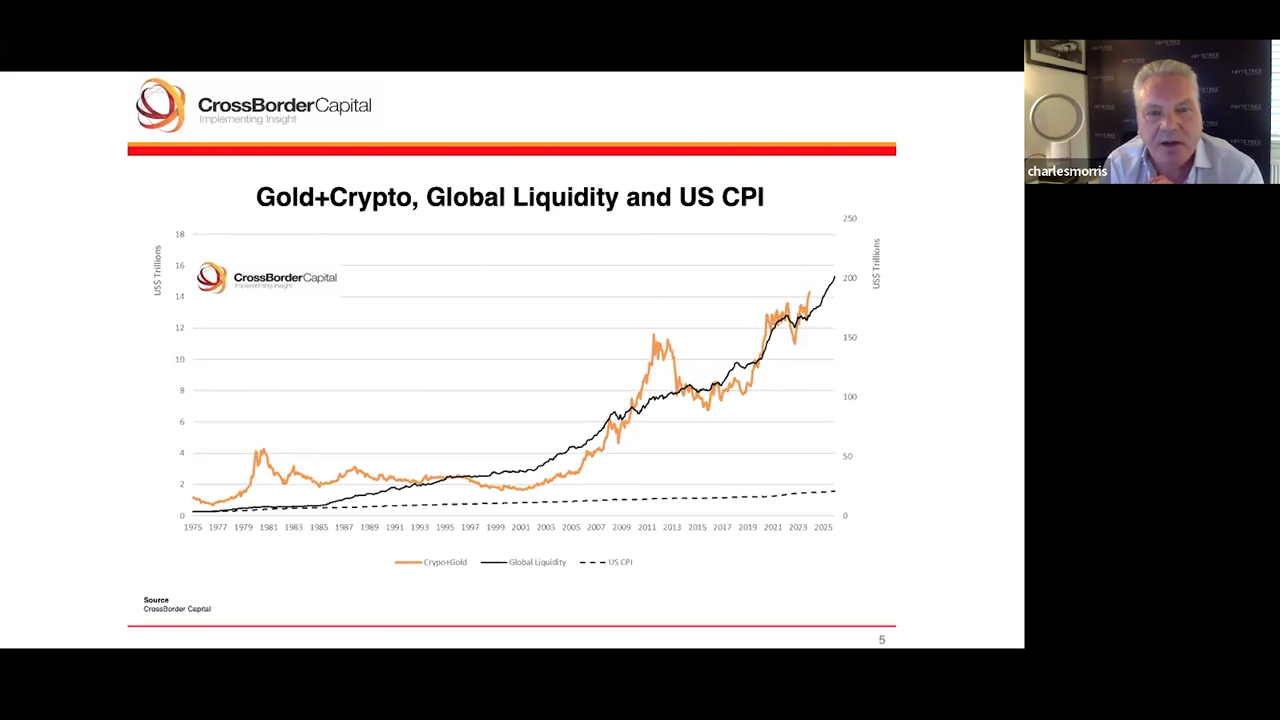 CrossBorderCapital
Implementing Insight
charlesmorris
Gold+Crypto, Global Liquidity and US CPI
US$ Trillions
US$ Trillions
CrossBorderCapital
Implementing Insight
18
16
14
12
10
8
6
4
2
0
250
200
150
100
50
0
1975 1977 1979 1981 1983 1985 1987 1989 1991 1993 1995 1997 1999 2001 2003 2005 2007 2009 2011 2013 2015 2017 2019 2021 2023 2025
Crypo+Gold Global Liquidity US CPI
Source
CrossBorder Capital
5